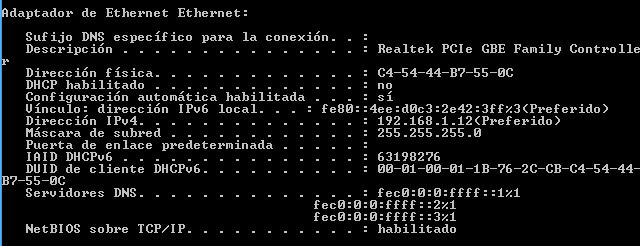 Adaptador de Ethernet Ethernet:
Sufijo DNS específico para la conexión. . :
Descripción . . . . . . . . . . . . . . . : Realtek PCIe GBE Family Controlle
r
Dirección física. . . . . . . . . . . . . : C4-54-44-B7-55-0C
DHCP habilitado . . . . . . . . . . . . . : no
Configuración automática habilitada . . . : sí
Vínculo: dirección IPv6 local. . . : fe80::4ee:d0c3:2e42:3ff%3(Preferido)
Dirección IPv4. . . . . . . . . . . . . . : 192.168.1.12(Preferido)
Máscara de subred . . . . . . . . . . . . : 255.255.255.0
Puerta de enlace predeterminada . . . . . :
IAID DHCPv6 . . . . . . . . . . . . . . . : 63198276
DUID de cliente DHCPv6. . . . . . . . . . : 00-01-00-01-1B-76-2C-CB-C4-54-44-
B7-55-0C
Servidores DNS. . . . . . . . . . . . . . : fec0:0:0:ffff::1%1
fec0:0:0:ffff::2%1
fec0:0:0:ffff::3%1
NetBIOS sobre TCP/IP. . . . . . . . . . . : habilitado